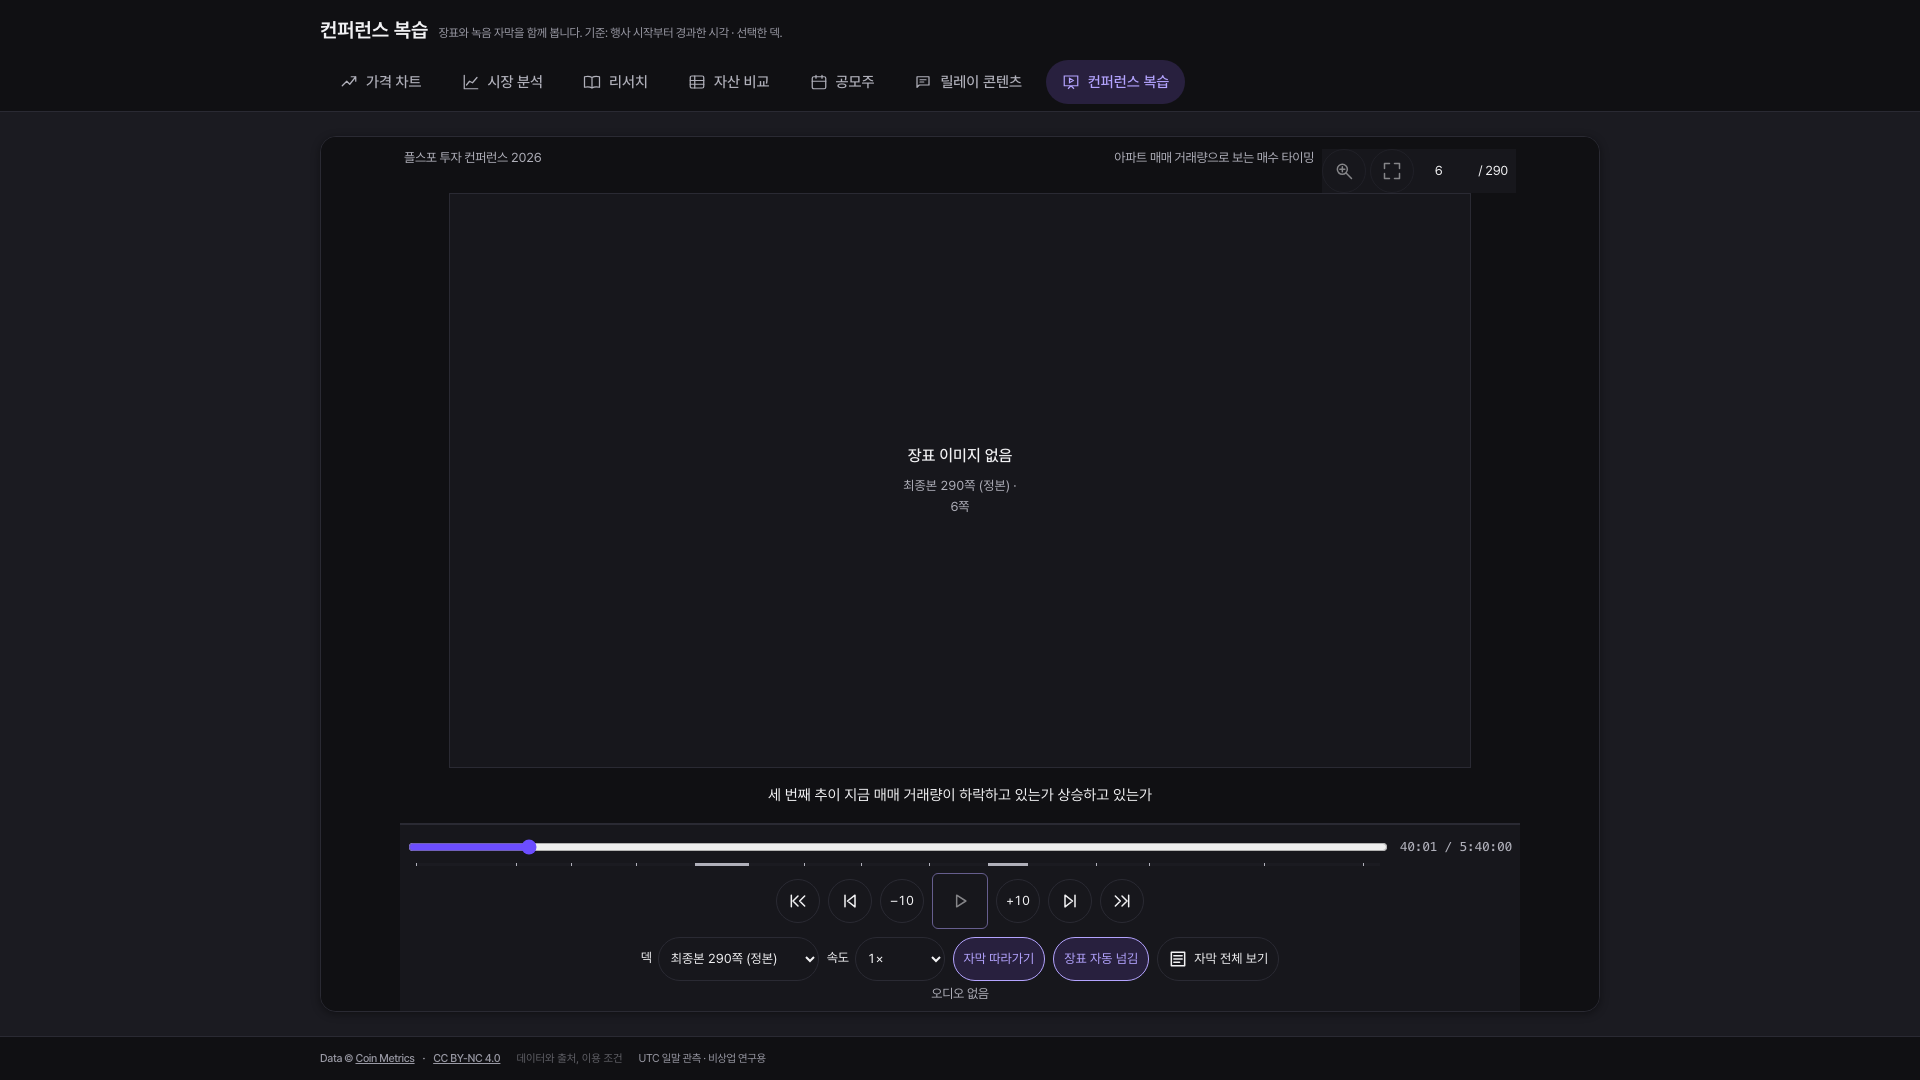 컨퍼런스 복습 장표와 녹음 자막을 함께 봅니다. 기준: 행사 시작부터 경과한 시각 · 선택한 덱.
가격 차트 시장 분석 리서치 자산 비교 공모주 릴레이 콘텐츠 컨퍼런스 복습
플스포 투자 컨퍼런스 2026 아파트 매매 거래량으로 보는 매수 타이밍 6 / 290
장표 이미지 없음
최종본 290쪽 (정본) ·
6쪽
세 번째 추이 지금 매매 거래량이 하락하고 있는가 상승하고 있는가
40:01 / 5:40:00
−10 +10
덱 최종본 290쪽 (정본) 속도 1× 자막 따라가기 장표 자동 넘김 자막 전체 보기
오디오 없음
Data © Coin Metrics · CC BY-NC 4.0 데이터와 출처, 이용 조건 UTC 일말 관측 · 비상업 연구용